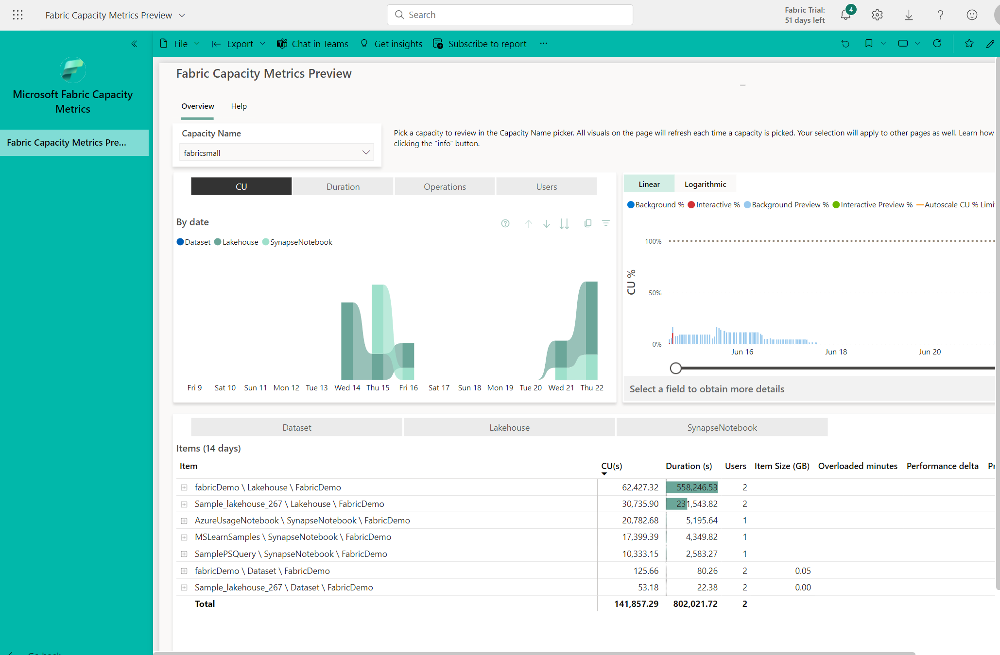 Fabric Capacity Metrics Preview
Search
Fabric Trial:
51 days left
4
File
Export
Chat in Teams
Get insights
Subscribe to report
Microsoft Fabric Capacity
Metrics
Fabric Capacity Metrics Pre...
Fabric Capacity Metrics Preview
Overview Help
Capacity Name
fabricsmall
Pick a capacity to review in the Capacity Name picker. All visuals on the page will refresh each time a capacity is picked. Your selection will apply to other pages as well. Learn how
clicking the “info” button.
CU Duration Operations Users
By date
Dataset Lakehouse SynapseNotebook
Fri 9 Sat 10 Sun 11 Mon 12 Tue 13 Wed 14 Thu 15 Fri 16 Sat 17 Sun 18 Mon 19 Tue 20 Wed 21 Thu 22
Linear Logarithmic
Background % Interactive % Background Preview % Interactive Preview % Autoscale CU %
CU %
100%
50%
0%
Jun 16 Jun 18 Jun 20
Select a field to obtain more details
Dataset Lakehouse SynapseNotebook
Items (14 days)
Item CU(s) Duration (s) Users Item Size (GB) Overloaded minutes Performance delta
fabricDemo \ Lakehouse \ FabricDemo 62,427.32 558,246.53 2
Sample_lakehouse_267 \ Lakehouse \ FabricDemo 30,735.90 231,543.82 2
AzureUsageNotebook \ SynapseNotebook \ FabricDemo 20,782.68 5,195.64 1
MSLearnSamples \ SynapseNotebook \ FabricDemo 17,399.39 4,349.82 1
SamplePSQuery \ SynapseNotebook \ FabricDemo 10,333.15 2,583.27 1
fabricDemo \ Dataset \ FabricDemo 125.66 80.26 2 0.05
Sample_lakehouse_267 \ Dataset \ FabricDemo 53.18 22.38 2 0.00
Total 141,857.29 802,021.72 2